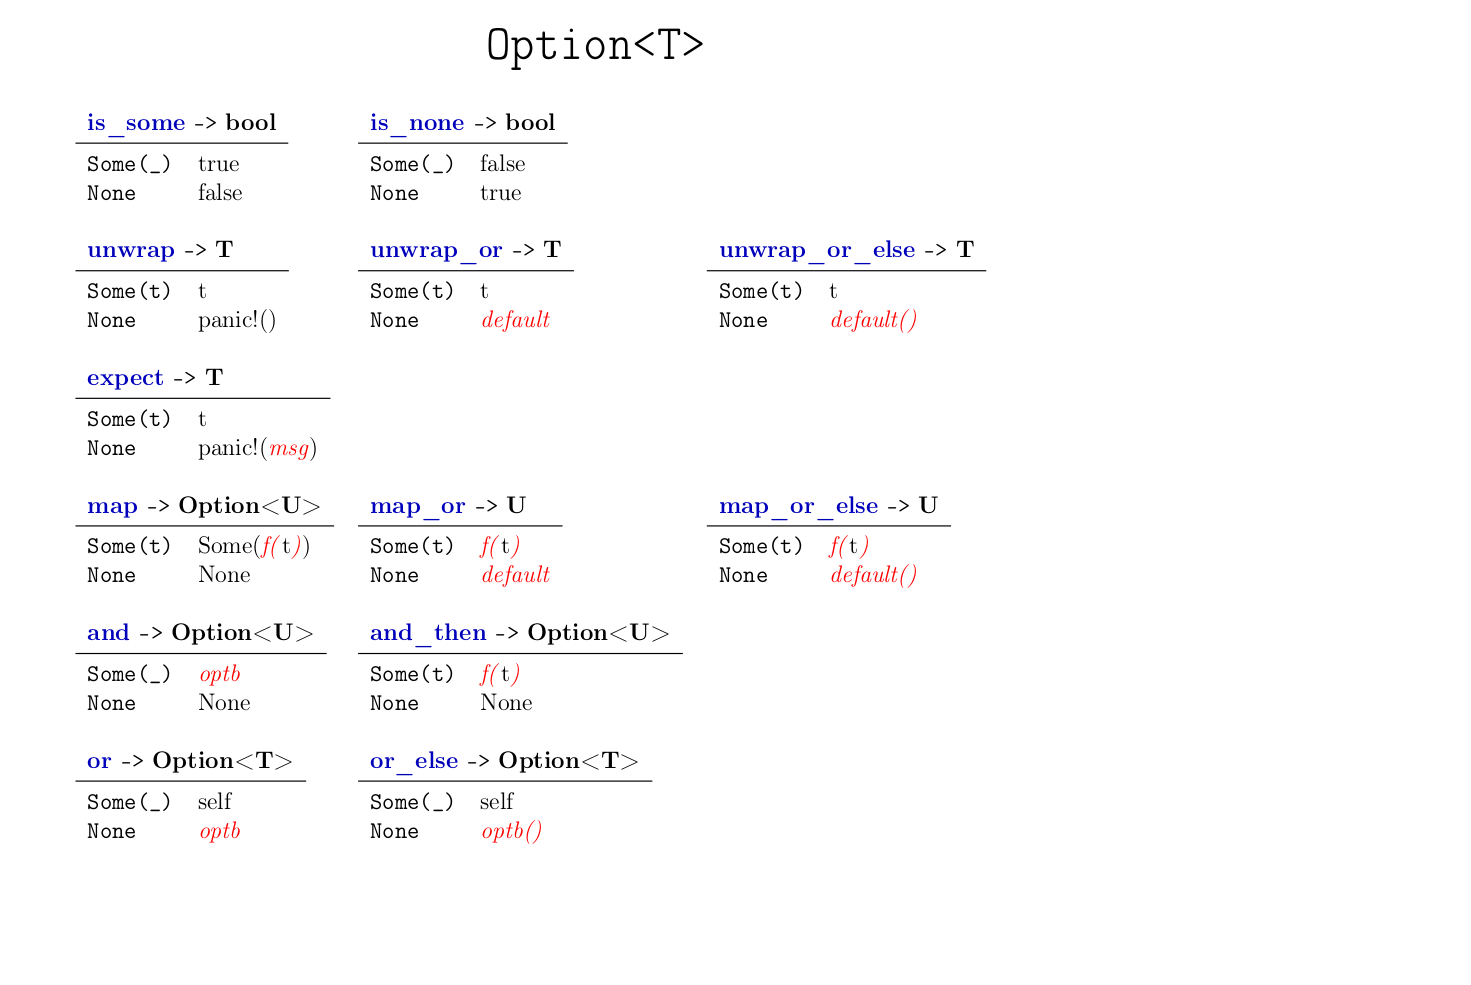 Option<T>
is_some -> bool
Some(_) true
None false
is_none -> bool
Some(_) false
None true
unwrap -> T
Some(t) t
None panic!()
unwrap_or -> T
Some(t) t
None default
unwrap_or_else -> T
Some(t) t
None default()
expect -> T
Some(t) t
None panic!(msg)
map -> Option<U>
Some(t) Some(f(t))
None None
map_or -> U
Some(t) f(t)
None default
map_or_else -> U
Some(t) f(t)
None default()
and -> Option<U>
Some(_) optb
None None
and_then -> Option<U>
Some(t) f(t)
None None
or -> Option<T>
Some(_) self
None optb
or_else -> Option<T>
Some(_) self
None optb()